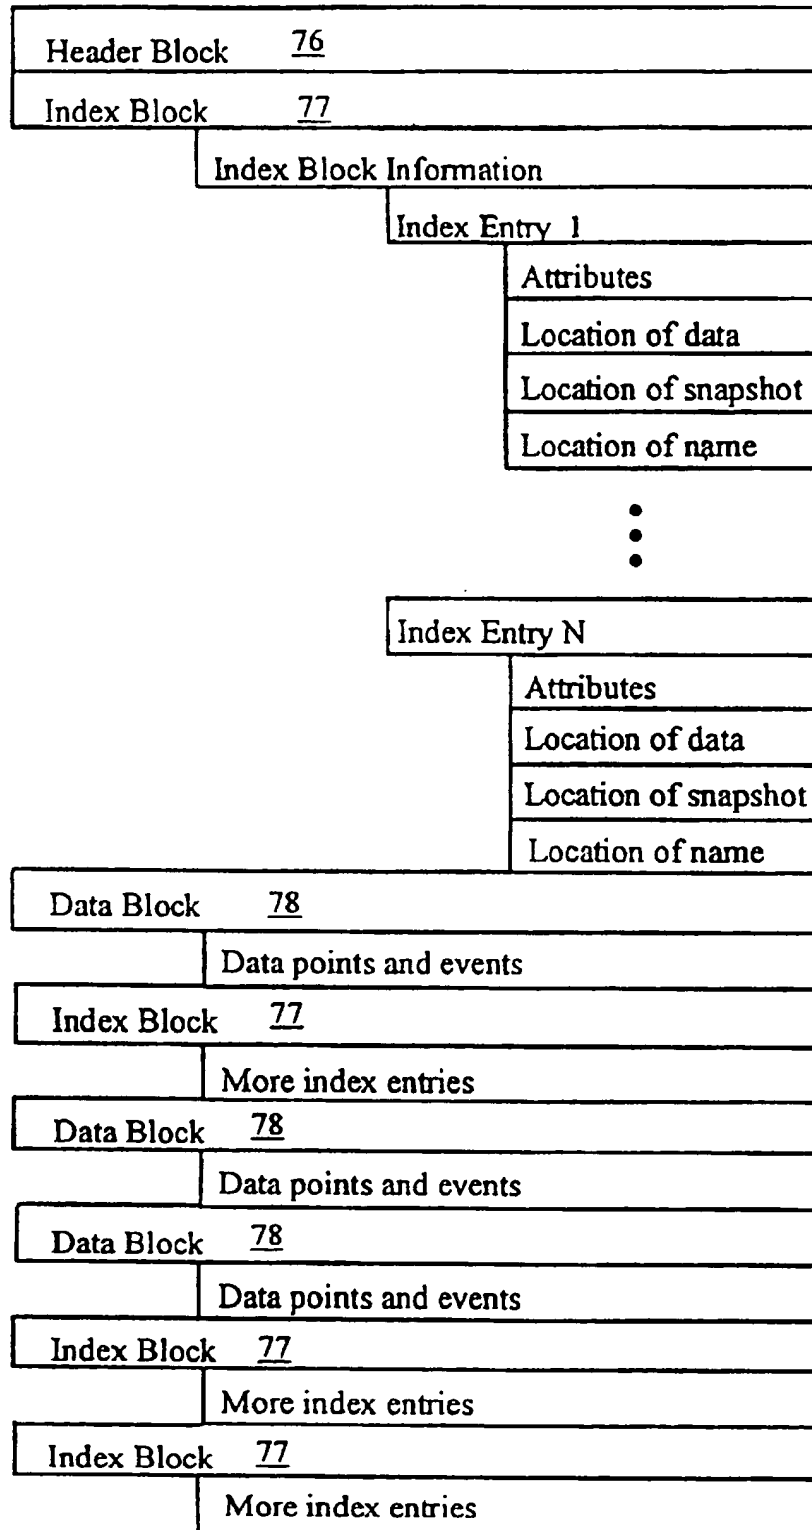 Header Block 76
Index Block 77
Index Block Information
Index Entry 1
Attributes
Location of data
Location of snapshot
Location of name
Index Entry N
Attributes
Location of data
Location of snapshot
Location of name
Data Block 78
Data points and events
Index Block 77
More index entries
Data Block 78
Data points and events
Data Block 78
Data points and events
Index Block 77
More index entries
Index Block 77
More index entries